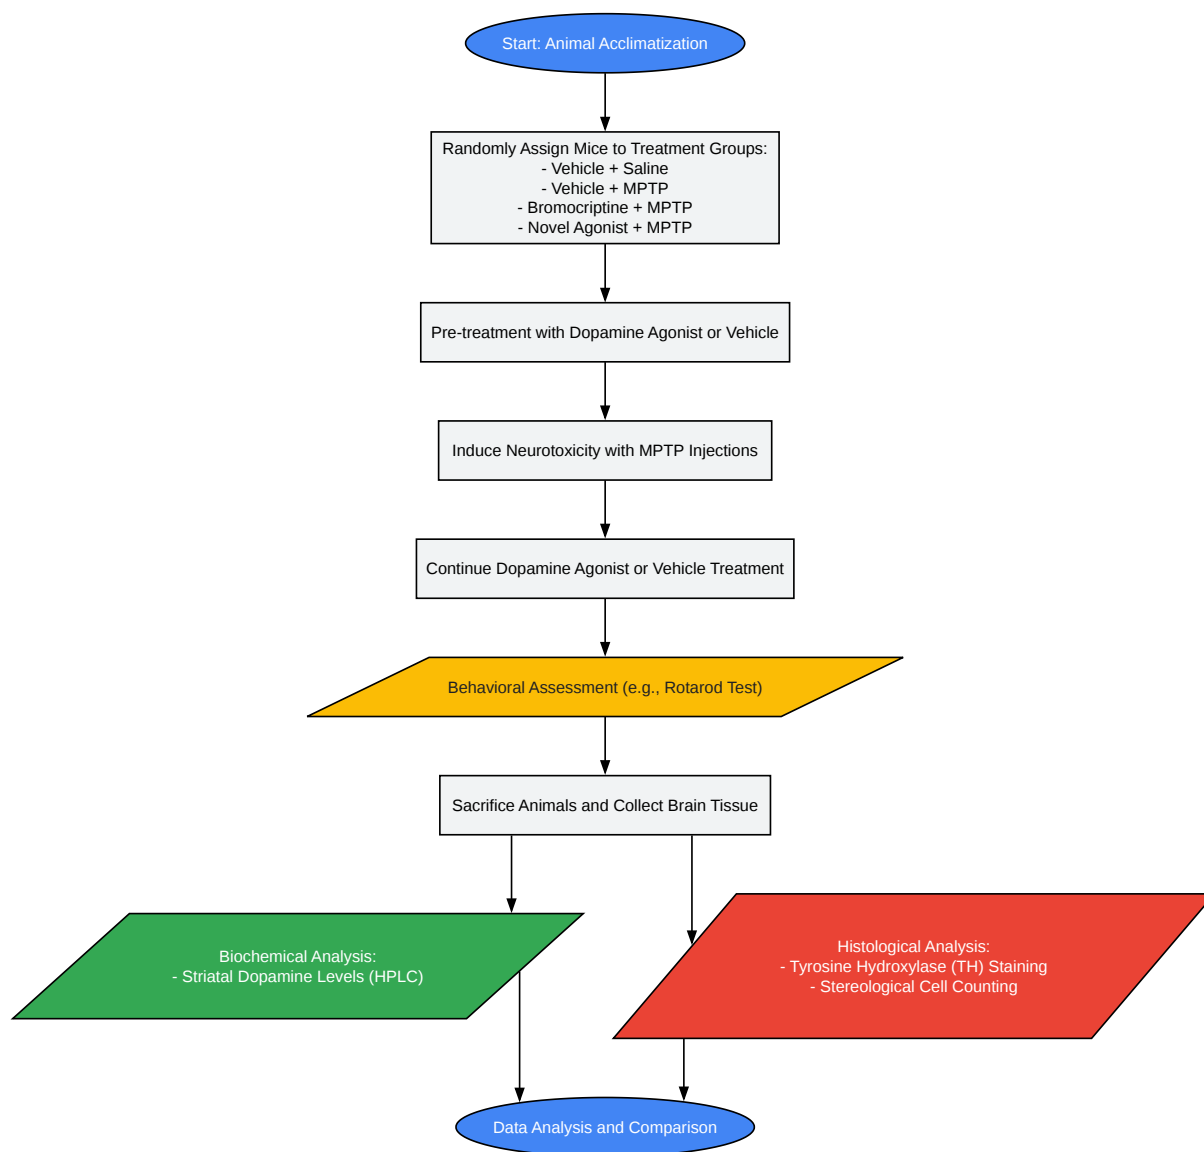 Start: Animal Acclimatization
Randomly Assign Mice to Treatment Groups:
- Vehicle + Saline
- Vehicle + MPTP
- Bromocriptine + MPTP
- Novel Agonist + MPTP
Pre-treatment with Dopamine Agonist or Vehicle
Induce Neurotoxicity with MPTP Injections
Continue Dopamine Agonist or Vehicle Treatment
Behavioral Assessment (e.g., Rotarod Test)
Sacrifice Animals and Collect Brain Tissue
Biochemical Analysis:
- Striatal Dopamine Levels (HPLC)
Histological Analysis:
- Tyrosine Hydroxylase (TH) Staining
- Stereological Cell Counting
Data Analysis and Comparison